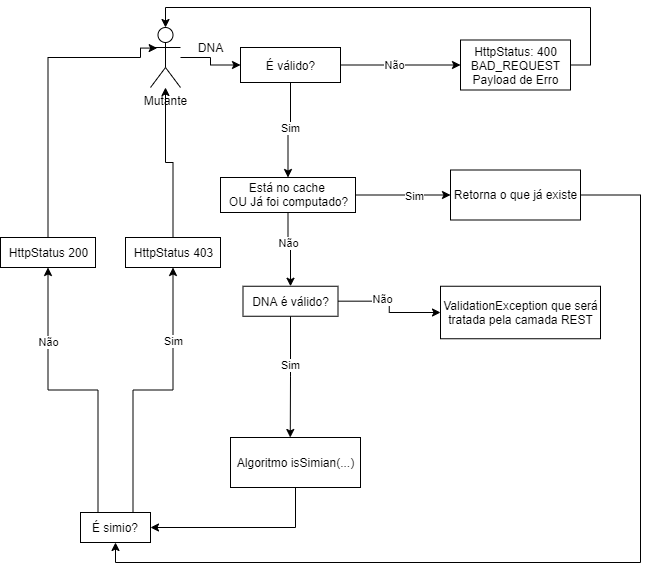 DNA
Mutante
É válido?
Não
HttpStatus: 400
BAD_REQUEST
Payload de Erro
Sim
Está no cache
OU Já foi computado?
Sim
Retorna o que já existe
Não
HttpStatus 200
HttpStatus 403
DNA é válido?
Não
ValidationException que será
tratada pela camada REST
Não
Sim
Sim
Algoritmo isSimian(...)
É simio?